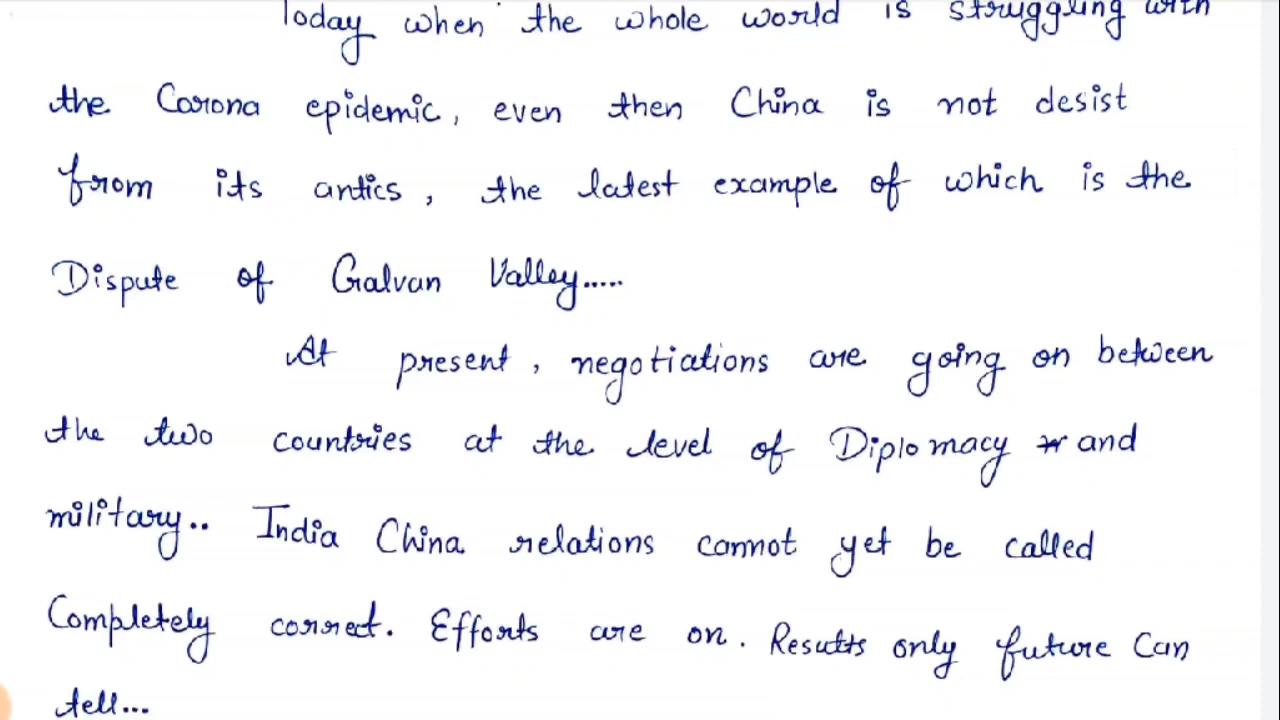 Today when the whole world is struggling with
the Carona epidemic, even then China is not desist
from its antics, the latest example of which is the
Dispute of Galvan Valley.....
At present, negotiations are going on between
the two countries at the level of Diplomacy and
military.. India China relations cannot yet be called
Completely correct. Efforts are on. Results only future Can
tell...